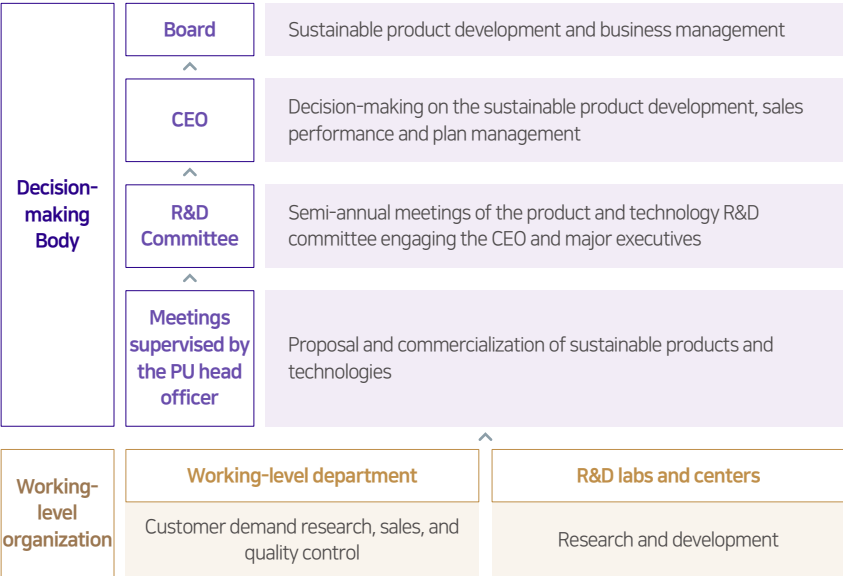 Decision-
making
Body
Board
Sustainable product development and business management
CEO
Decision-making on the sustainable product development, sales
performance and plan management
R&D
Committee
Semi-annual meetings of the product and technology R&D
committee engaging the CEO and major executives
Meetings
supervised by
the PU head
officer
Proposal and commercialization of sustainable products and
technologies
Working-
level
organization
Working-level department
Customer demand research, sales, and
quality control
R&D labs and centers
Research and development